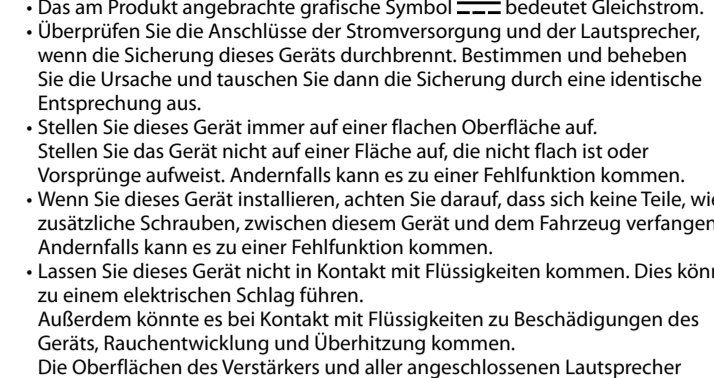 • Das am Produkt angebrachte grafische Symbol bedeutet Gleichstrom.
• Überprüfen Sie die Anschlüsse der Stromversorgung und der Lautsprecher,
wenn die Sicherung dieses Geräts durchbrennt. Bestimmen und beheben
Sie die Ursache und tauschen Sie dann die Sicherung durch eine identische
Entsprechung aus.
• Stellen Sie dieses Gerät immer auf einer flachen Oberfläche auf.
Stellen Sie das Gerät nicht auf einer Fläche auf, die nicht flach ist oder
Vorsprünge aufweist. Andernfalls kann es zu einer Fehlfunktion kommen.
• Wenn Sie dieses Gerät installieren, achten Sie darauf, dass sich keine Teile,
zusätzliche Schrauben, zwischen diesem Gerät und dem Fahrzeug verfangen
Andernfalls kann es zu einer Fehlfunktion kommen.
• Lassen Sie dieses Gerät nicht in Kontakt mit Flüssigkeiten kommen. Dies
zu einem elektrischen Schlag führen.
Außerdem könnte es bei Kontakt mit Flüssigkeiten zu Beschädigungen des
Geräts, Rauchentwicklung und Überhitzung kommen.
Die Oberflächen des Verstärkers und aller angeschlossenen Lautsprecher